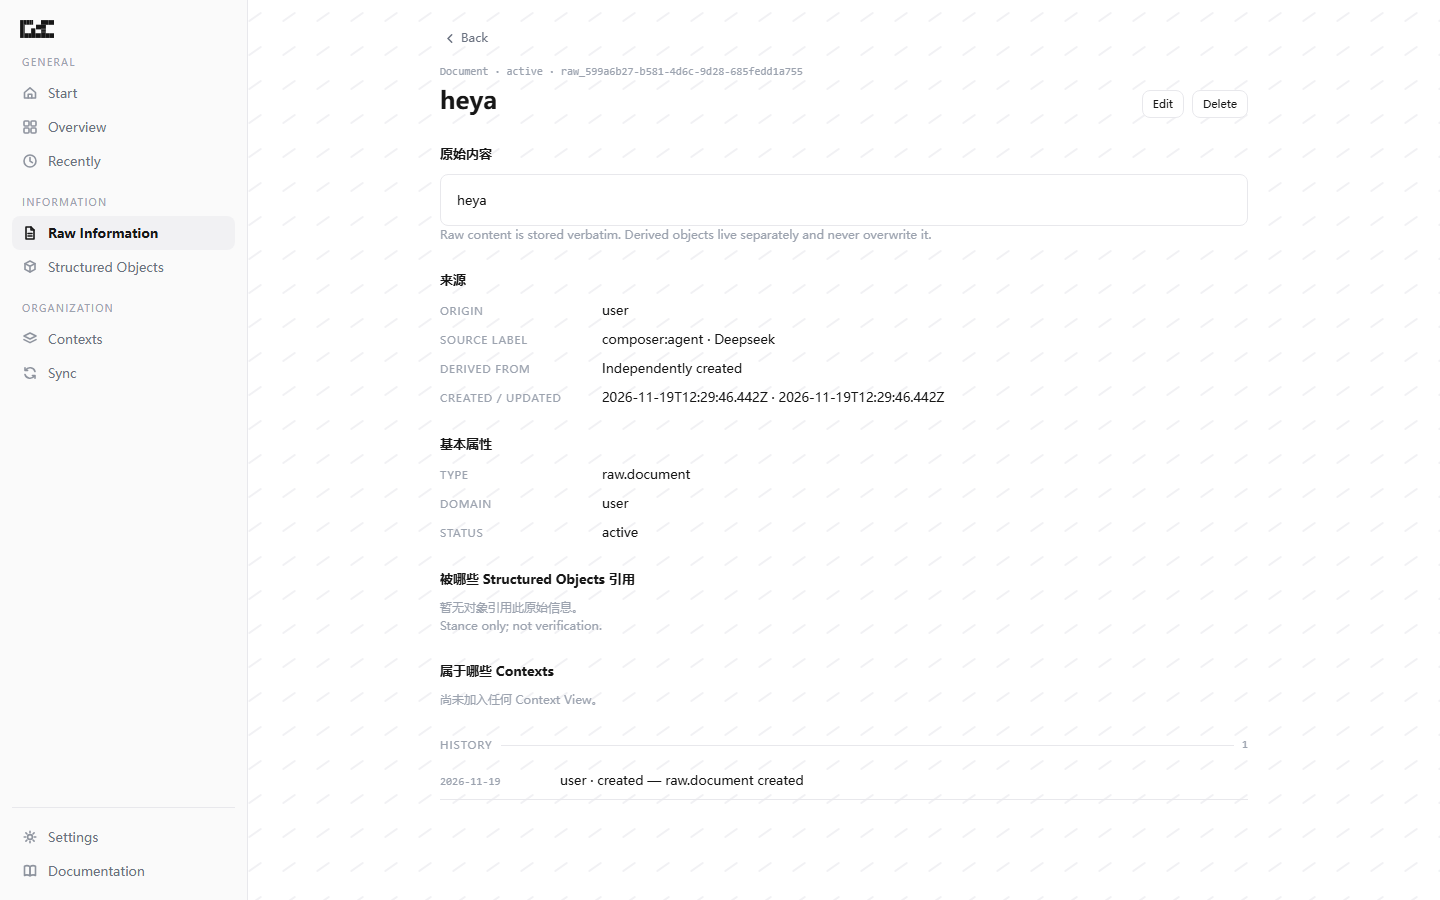 GENERAL
Start
Overview
Recently
INFORMATION
Raw Information
Structured Objects
ORGANIZATION
Contexts
Sync
Settings
Documentation
Back
Document · active · raw_599a6b27-b581-4d6c-9d28-685fedd1a755
heya
Edit
Delete
原始内容
heya
Raw content is stored verbatim. Derived objects live separately and never overwrite it.
来源
ORIGIN user
SOURCE LABEL composer:agent · Deepseek
DERIVED FROM Independently created
CREATED / UPDATED 2026-11-19T12:29:46.442Z · 2026-11-19T12:29:46.442Z
基本属性
TYPE raw.document
DOMAIN user
STATUS active
被哪些 Structured Objects 引用
暂无对象引用此原始信息。
Stance only; not verification.
属于哪些 Contexts
尚未加入任何 Context View。
HISTORY 1
2026-11-19 user · created — raw.document created